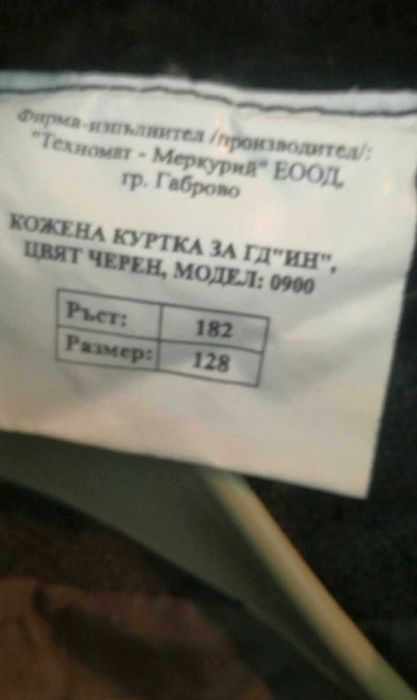 Фирма-изпълнител /производител/:
"Техномат - Меркурий" ЕООД,
гр. Габрово
КОЖЕНА КУРТКА ЗА ГД"ИН",
ЦВЯТ ЧЕРЕН, МОДЕЛ: 0900
Ръст: 182
Размер: 128